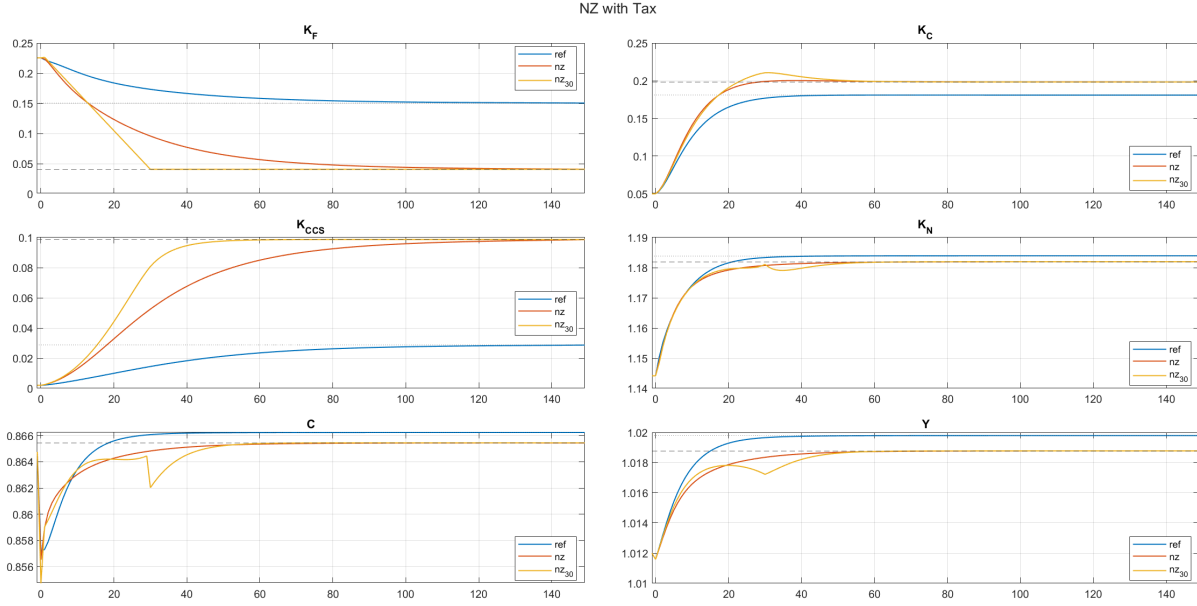 NZ with Tax
K_F
0.25
0.2
0.15
0.1
0.05
0
0 20 40 60 80 100 120 140
ref
nz
nz_30
K_C
0.25
0.2
0.15
0.1
0.05
0 20 40 60 80 100 120 140
ref
nz
nz_30
K_CCS
0.1
0.08
0.06
0.04
0.02
0
0 20 40 60 80 100 120 140
ref
nz
nz_30
K_N
1.19
1.18
1.17
1.16
1.15
1.14
0 20 40 60 80 100 120 140
ref
nz
nz_30
C
0.866
0.864
0.862
0.86
0.858
0.856
0 20 40 60 80 100 120 140
ref
nz
nz_30
Y
1.02
1.018
1.016
1.014
1.012
1.01
0 20 40 60 80 100 120 140
ref
nz
nz_30